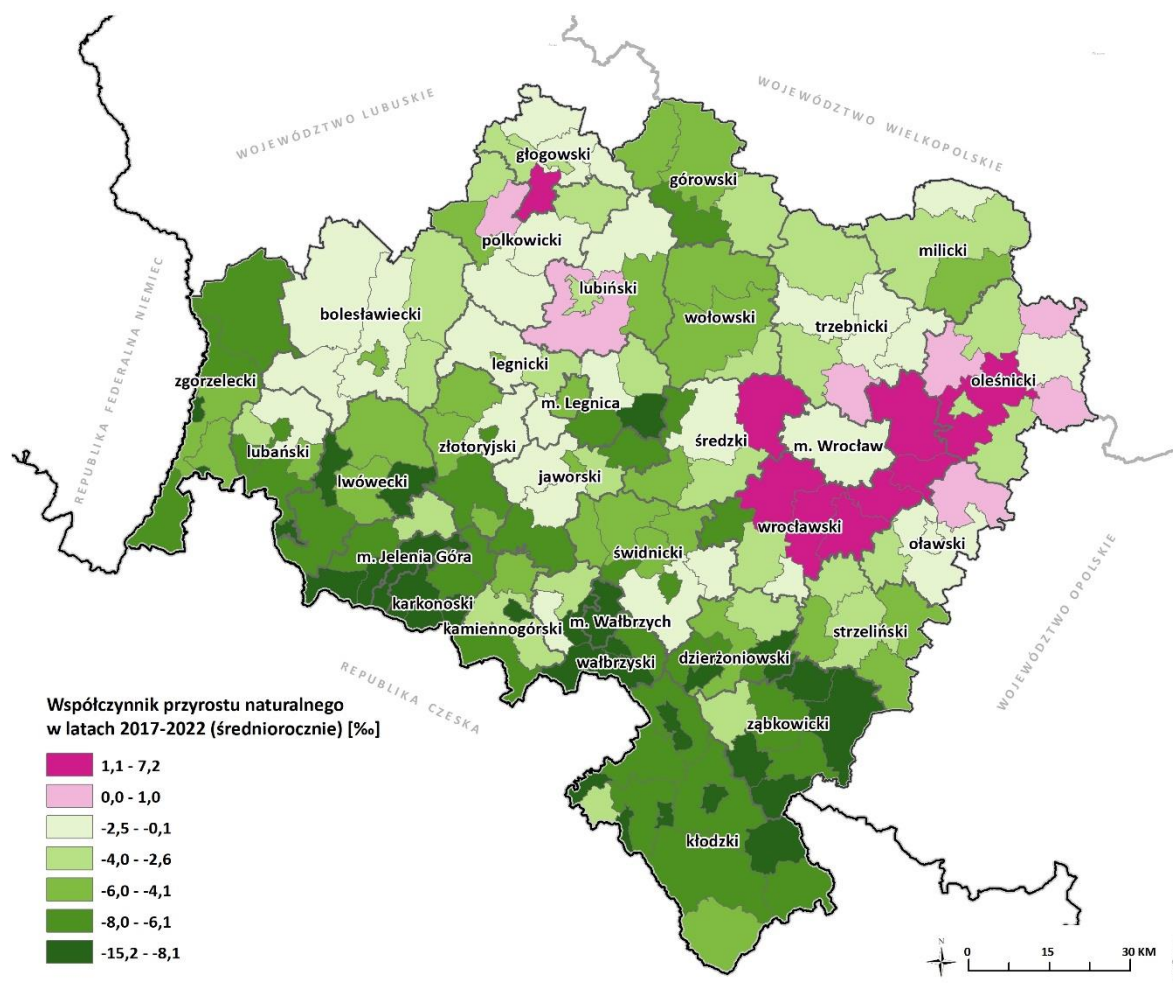 WOJEWÓDZTWO LUBUSKIE
WOJEWÓDZTWO WIELKOPOLSKIE
głogowski
górowski
polkowicki
milicki
lubiński
bolesławiecki
wołowski
trzebnicki
REPUBLIKA FEDERALNA NIEMIEC
legnicki
zgorzelecki
oleśnicki
m. Legnica
średzki
m. Wrocław
lubański
złotoryjski
jaworski
lwówecki
wrocławski
oławski
m. Jelenia Góra
świdnicki
karkonoski
kamiennogórski
m. Wałbrzych
strzeliński
wałbrzyski
dzierżoniowski
WOJEWÓDZTWO OPOLSKIE
REPUBLIKA CZESKA
ząbkowicki
kłodzki
Współczynnik przyrostu naturalnego
w latach 2017-2022 (średniorocznie) [‰]
1,1 - 7,2
0,0 - 1,0
-2,5 - -0,1
-4,0 - -2,6
-6,0 - -4,1
-8,0 - -6,1
-15,2 - -8,1
N
0 15 30 KM